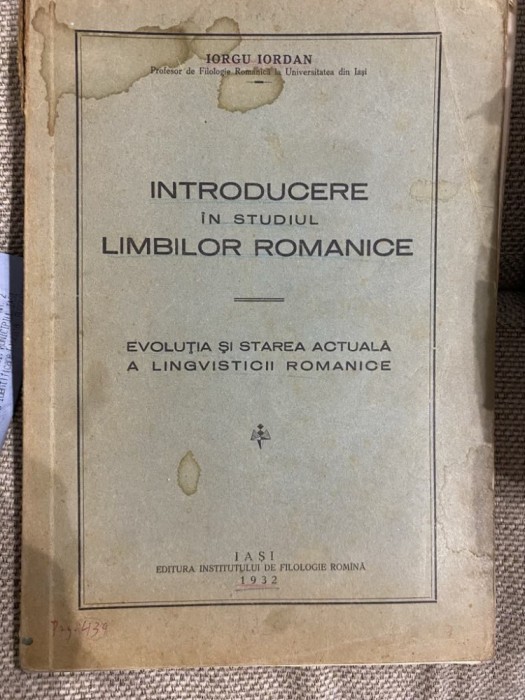 IORGU IORDAN
Profesor de Filologie Romanică la Universitatea din Iași
INTRODUCERE
ÎN STUDIUL
LIMBILOR ROMANICE
EVOLUȚIA ȘI STAREA ACTUALĂ
A LINGVISTICII ROMANICE
IAȘI
EDITURA INSTITUTULUI DE FILOLOGIE ROMÎNĂ
1932